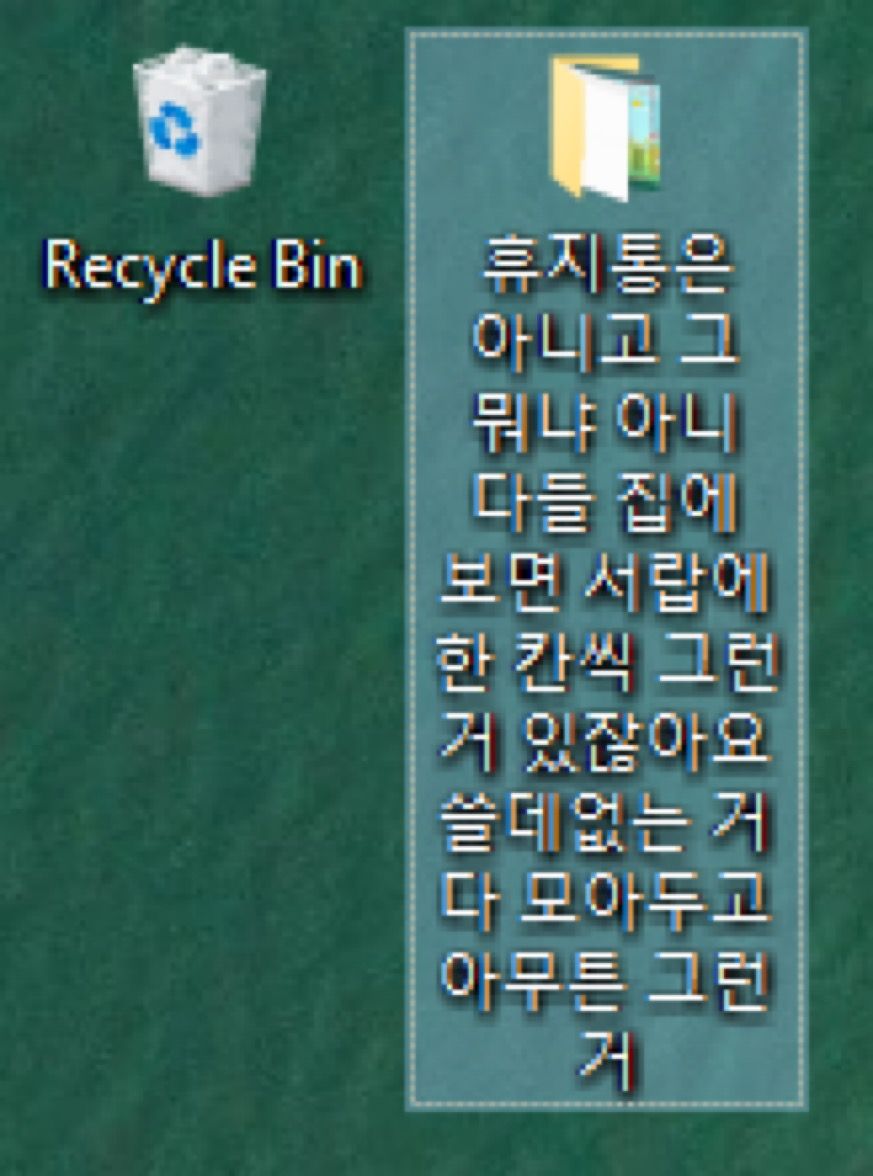 Recycle Bin
휴지통은
아니고 그
뭐냐 아니
다들 집에
보면 서랍에
한 칸씩 그런
거 있잖아요
쓸데없는 거
다 모아두고
아무튼 그런
거